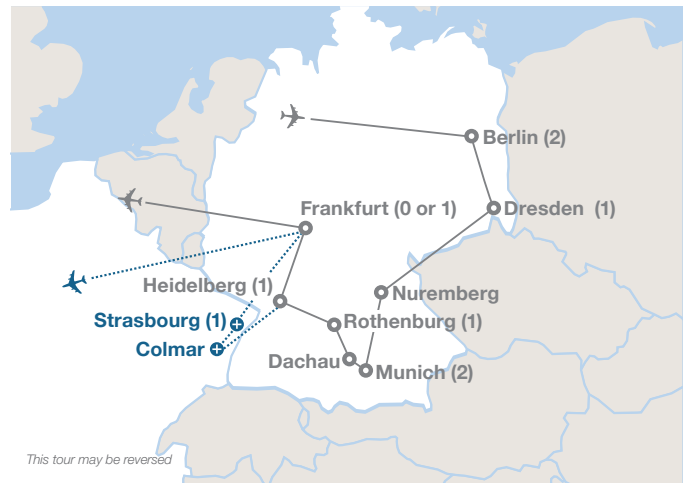 Berlin (2)
Frankfurt (0 or 1)
Dresden (1)
Heidelberg (1)
Nuremberg
Strasbourg (1)
Rothenburg (1)
Colmar
Dachau
Munich (2)
This tour may be reversed